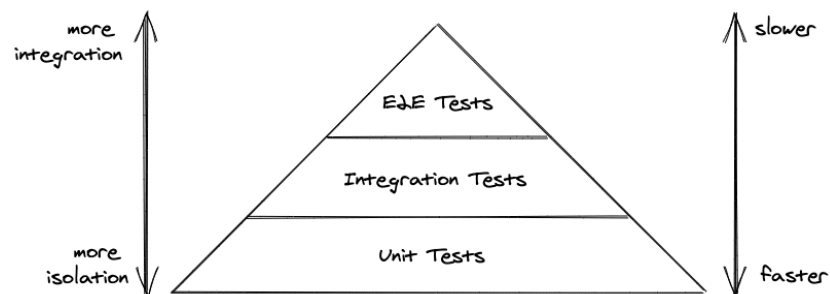 more
integration
slower
E2E Tests
Integration Tests
Unit Tests
more
isolation
faster